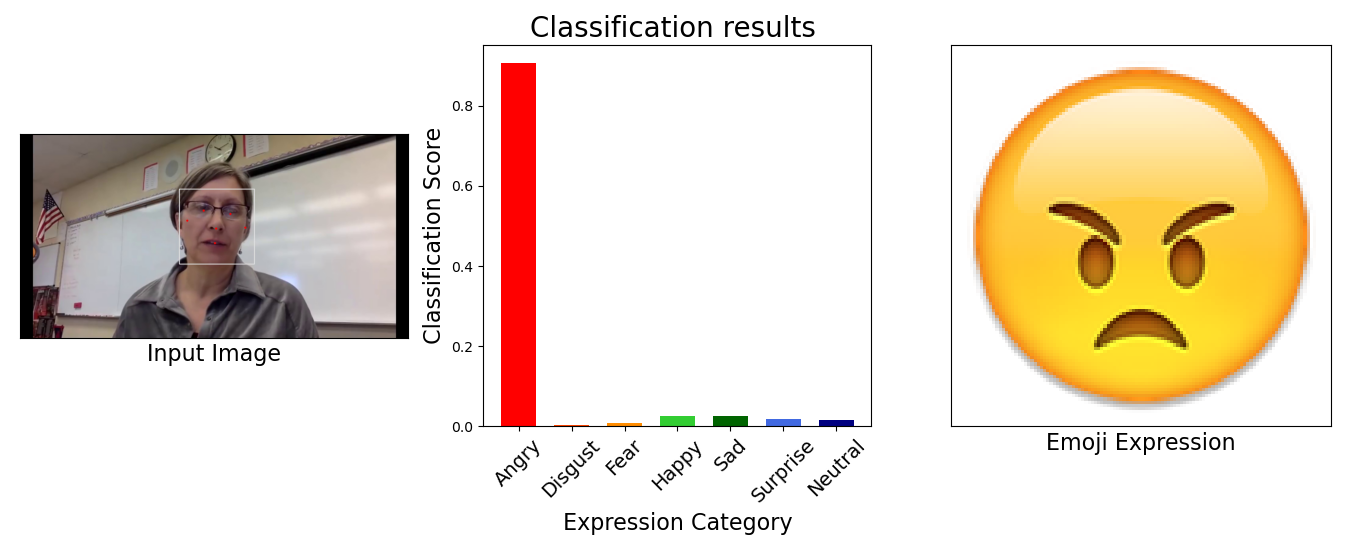 Classification results
Classification Score
0.8
0.6
0.4
0.2
0.0
Angry
Disgust
Fear
Happy
Sad
Surprise
Neutral
Expression Category
Input Image
Emoji Expression